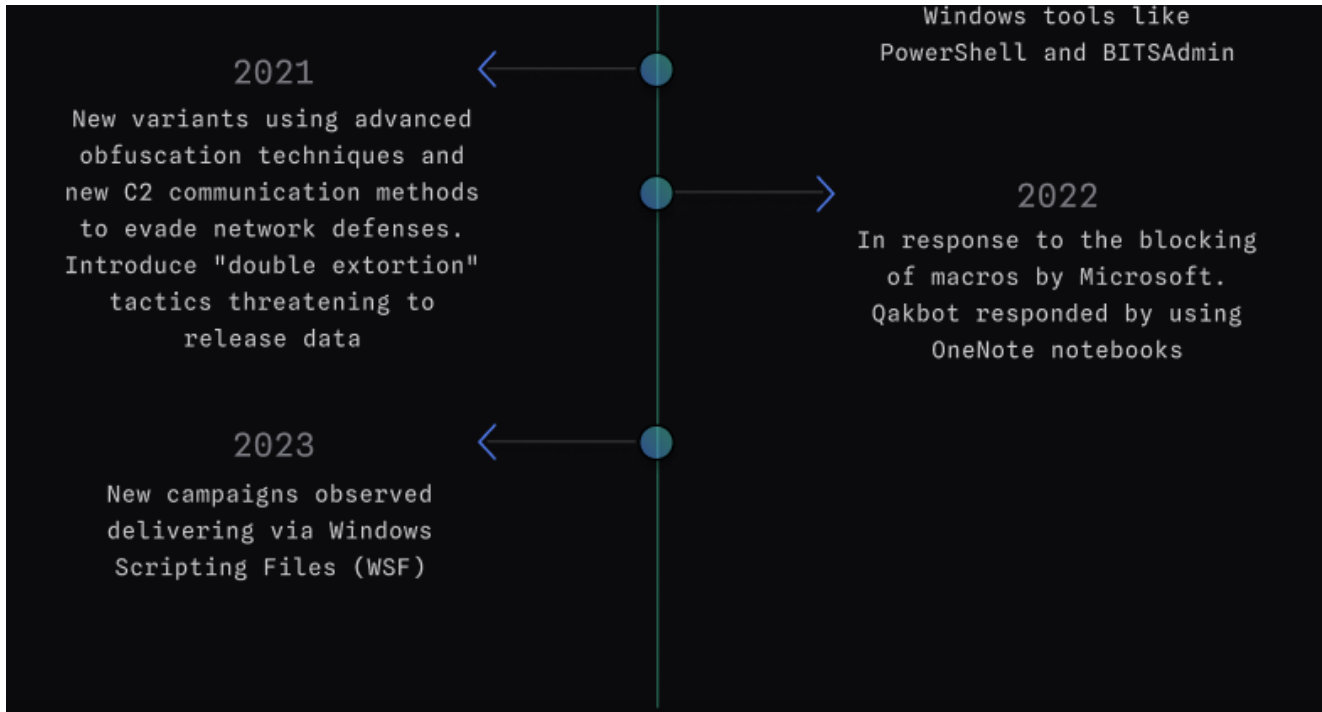 Windows tools like
PowerShell and BITSAdmin
2021
New variants using advanced
obfuscation techniques and
new C2 communication methods
to evade network defenses.
Introduce "double extortion"
tactics threatening to
release data
2022
In response to the blocking
of macros by Microsoft.
Qakbot responded by using
OneNote notebooks
2023
New campaigns observed
delivering via Windows
Scripting Files (WSF)